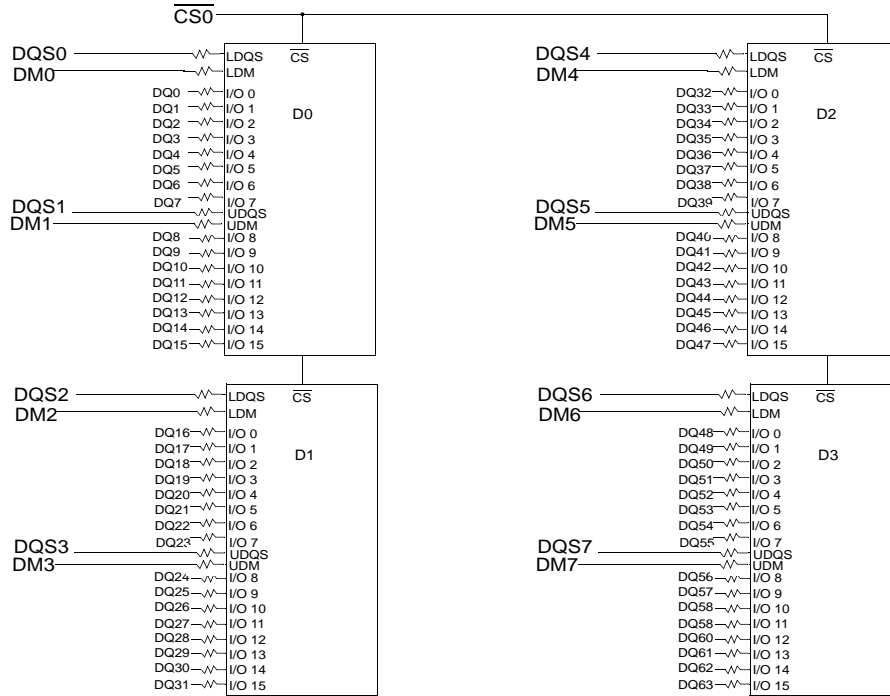 CS0
DQS0
LDQS
CS
DM0
LDM
D0
DQ0 I/O 0
DQ1 I/O 1
DQ2 I/O 2
DQ3 I/O 3
DQ4 I/O 4
DQ5 I/O 5
DQ6 I/O 6
DQ7 I/O 7
DQS1 UDQS
DM1 UDM
DQ8 I/O 8
DQ9 I/O 9
DQ10 I/O 10
DQ11 I/O 11
DQ12 I/O 12
DQ13 I/O 13
DQ14 I/O 14
DQ15 I/O 15
DQS4
LDQS
CS
DM4
LDM
D2
DQ32 I/O 0
DQ33 I/O 1
DQ34 I/O 2
DQ35 I/O 3
DQ36 I/O 4
DQ37 I/O 5
DQ38 I/O 6
DQ39 I/O 7
DQS5 UDQS
DM5 UDM
DQ40 I/O 8
DQ41 I/O 9
DQ42 I/O 10
DQ43 I/O 11
DQ44 I/O 12
DQ45 I/O 13
DQ46 I/O 14
DQ47 I/O 15
DQS2
LDQS
CS
DM2
LDM
D1
DQ16 I/O 0
DQ17 I/O 1
DQ18 I/O 2
DQ19 I/O 3
DQ20 I/O 4
DQ21 I/O 5
DQ22 I/O 6
DQ23 I/O 7
DQS3 UDQS
DM3 UDM
DQ24 I/O 8
DQ25 I/O 9
DQ26 I/O 10
DQ27 I/O 11
DQ28 I/O 12
DQ29 I/O 13
DQ30 I/O 14
DQ31 I/O 15
DQS6
LDQS
CS
DM6
LDM
D3
DQ48 I/O 0
DQ49 I/O 1
DQ50 I/O 2
DQ51 I/O 3
DQ52 I/O 4
DQ53 I/O 5
DQ54 I/O 6
DQ55 I/O 7
DQS7 UDQS
DM7 UDM
DQ56 I/O 8
DQ57 I/O 9
DQ58 I/O 10
DQ58 I/O 11
DQ60 I/O 12
DQ61 I/O 13
DQ62 I/O 14
DQ63 I/O 15